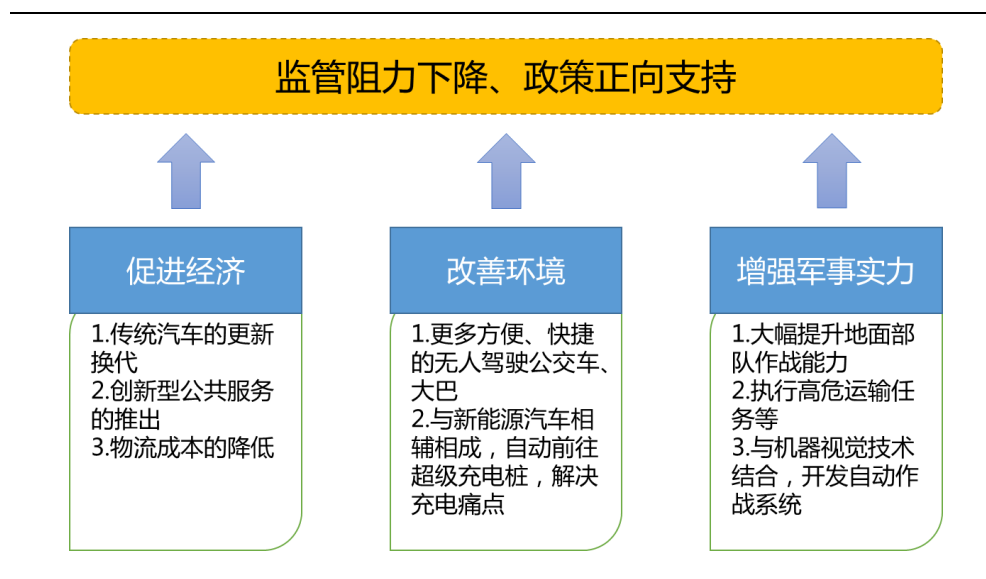 监管阻力下降、政策正向支持
促进经济
1.传统汽车的更新
换代
2.创新型公共服务
的推出
3.物流成本的降低
改善环境
1.更多方便、快捷
的无人驾驶公交车、
大巴
2.与新能源汽车相
辅相成，自动前往
超级充电桩，解决
充电痛点
增强军事实力
1.大幅提升地面部
队作战能力
2.执行高危运输任
务等
3.与机器视觉技术
结合，开发自动作
战系统